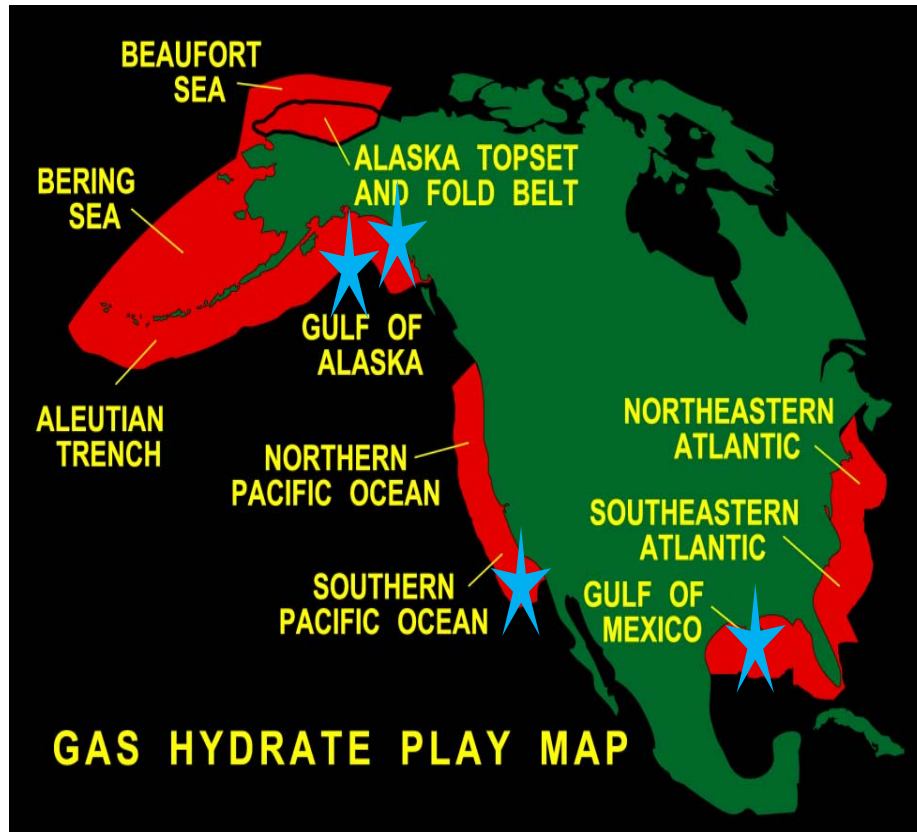 BEAUFORT
SEA
ALASKA TOPSET
AND FOLD BELT
BERING
SEA
GULF OF
ALASKA
ALEUTIAN
TRENCH
NORTHERN
PACIFIC OCEAN
NORTHEASTERN
ATLANTIC
SOUTHEASTERN
ATLANTIC
SOUTHERN
PACIFIC OCEAN
GULF OF
MEXICO
GAS HYDRATE PLAY MAP